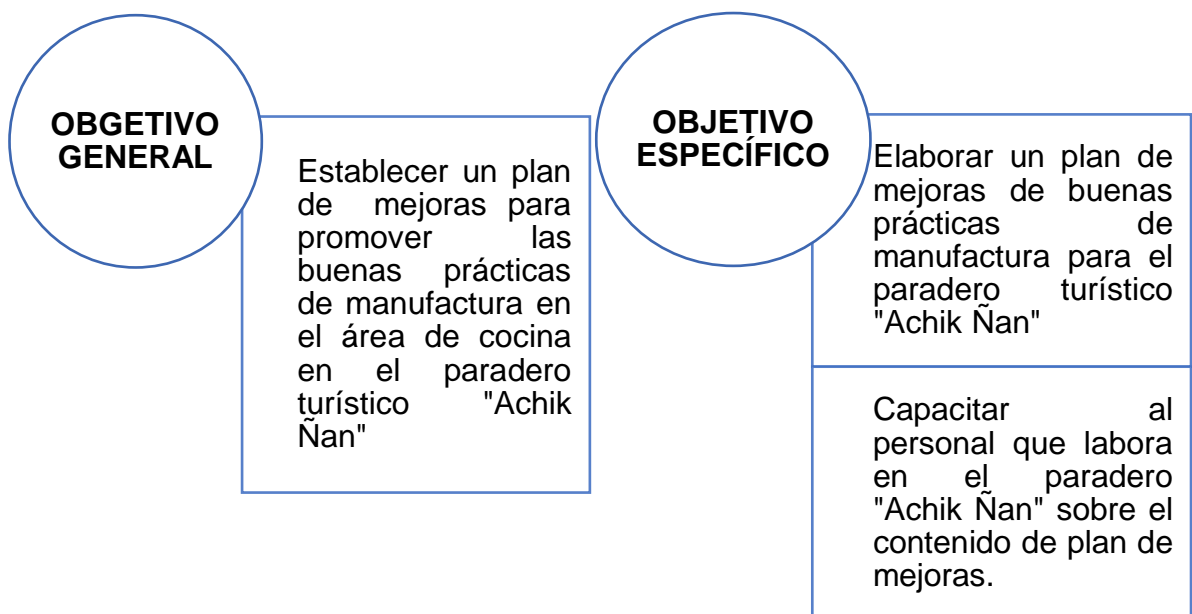 OBGETIVO
GENERAL
Establecer un plan
de mejoras para
promover las
buenas prácticas
de manufactura en
el área de cocina
en el paradero
turístico "Achik
Ñan"
OBJETIVO
ESPECÍFICO
Elaborar un plan de
mejoras de buenas
prácticas de
manufactura para el
paradero turístico
"Achik Ñan"
Capacitar al
personal que labora
en el paradero
"Achik Ñan" sobre el
contenido de plan de
mejoras.